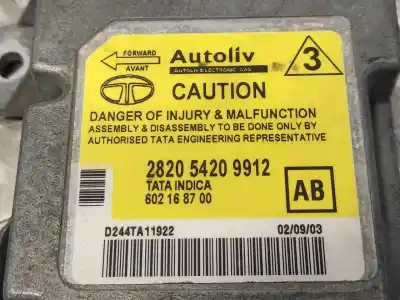 FORWARD
AVANT
Autoliv
AUTOLIV ELECTRONIC SAS
3
CAUTION
DANGER OF INJURY & MALFUNCTION
ASSEMBLY & DISASSEMBLY TO BE DONE ONLY BY
AUTHORISED TATA ENGINEERING REPRESENTATIVE
2820 5420 9912
TATA INDICA
602 16 87 00
AB
D244TA11922
02/09/03